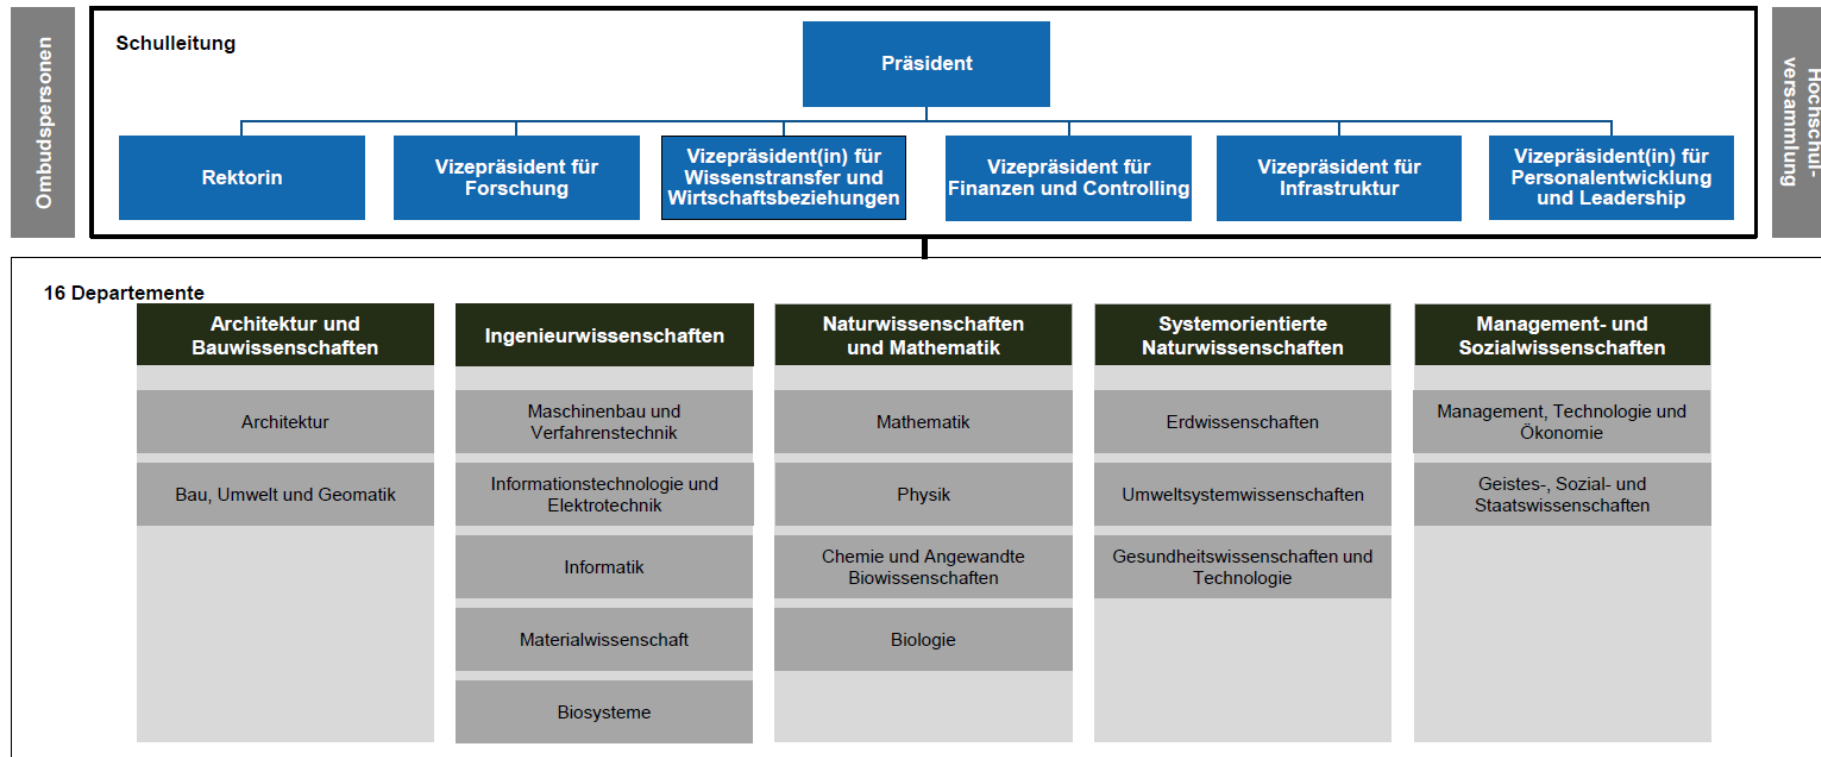 Ombudspersonen
Schulleitung
Präsident
Hochschul-
versammlung
Rektorin
Vizepräsident für
Forschung
Vizepräsident(in) für
Wissenstransfer und
Wirtschaftsbeziehungen
Vizepräsident für
Finanzen und Controlling
Vizepräsident für
Infrastruktur
Vizepräsident(in) für
Personalentwicklung
und Leadership
16 Departemente
Architektur und
Bauwissenschaften
Architektur
Bau, Umwelt und Geomatik
Ingenieurwissenschaften
Maschinenbau und
Verfahrenstechnik
Informationstechnologie und
Elektrotechnik
Informatik
Materialwissenschaft
Biosysteme
Naturwissenschaften
und Mathematik
Mathematik
Physik
Chemie und Angewandte
Biowissenschaften
Biologie
Systemorientierte
Naturwissenschaften
Erdwissenschaften
Umweltsystemwissenschaften
Gesundheitswissenschaften und
Technologie
Management- und
Sozialwissenschaften
Management, Technologie und
Ökonomie
Geistes-, Sozial- und
Staatswissenschaften